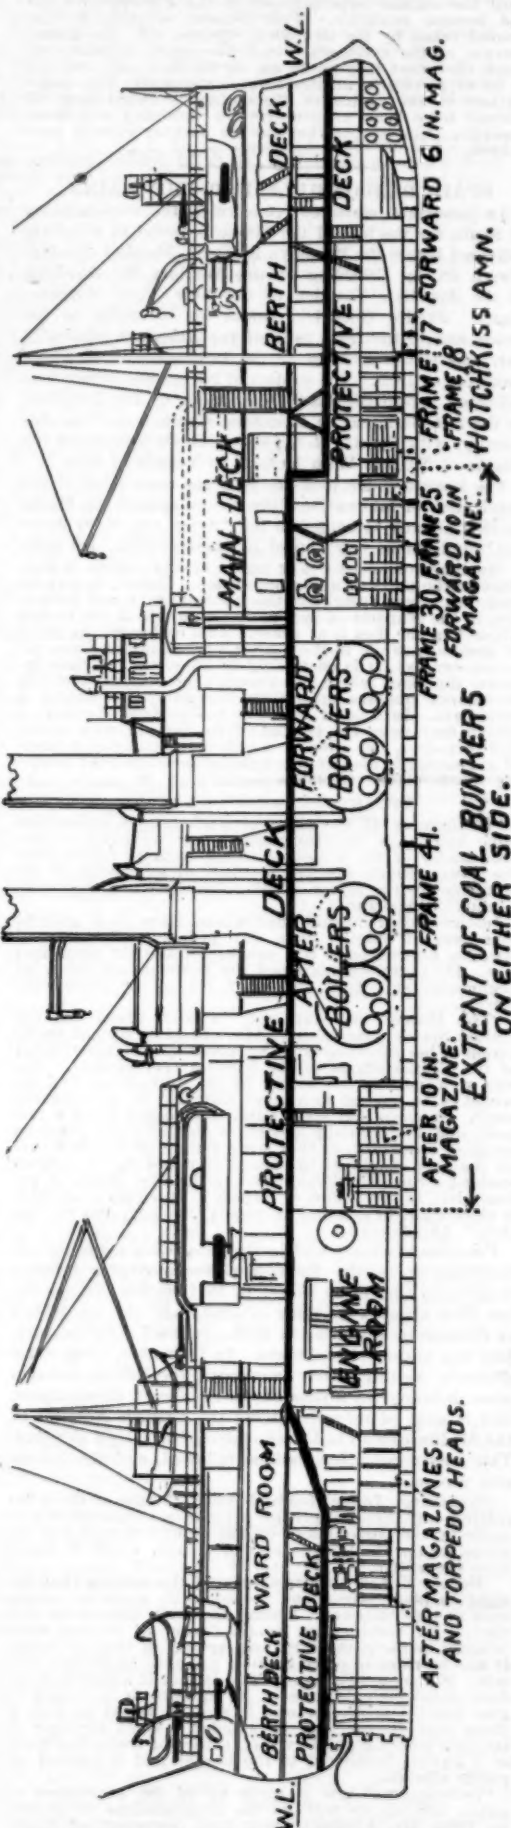 W.L.
W.L.
MAIN DECK
BERTH DECK
PROTECTIVE DECK
PROTECTIVE DECK
FORWARD
BOILERS
AFTER
BOILERS
BERTH DECK WARD ROOM
PROTECTIVE DECK
ENGINE
ROOM
AFTER MAGAZINES.
AND TORPEDO HEADS.
AFTER 10 IN.
MAGAZINE.
FRAME 41.
FRAME 30. FRAME 25
FORWARD 10 IN
MAGAZINE.
FRAME 17 FORWARD 6 IN. MAG.
FRAME 18
HOTCHKISS AMN.
EXTENT OF COAL BUNKERS
ON EITHER SIDE.